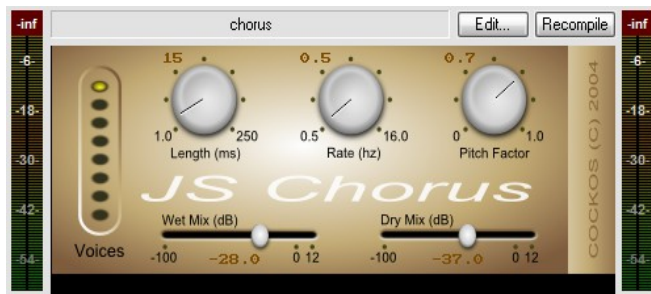 -inf chorus Edit... Recompile -inf
-6- -6-
-18- -18-
-30- -30-
-42- -42-
-54- -54-
15 0.5 0.7
1.0 250 0.5 16.0 0 1.0
Length (ms) Rate (hz) Pitch Factor
JS Chorus
Wet Mix (dB) Dry Mix (dB)
Voices
-100 -28.0 0 12 -100 -37.0 0 12
COCKOS (C) 2004